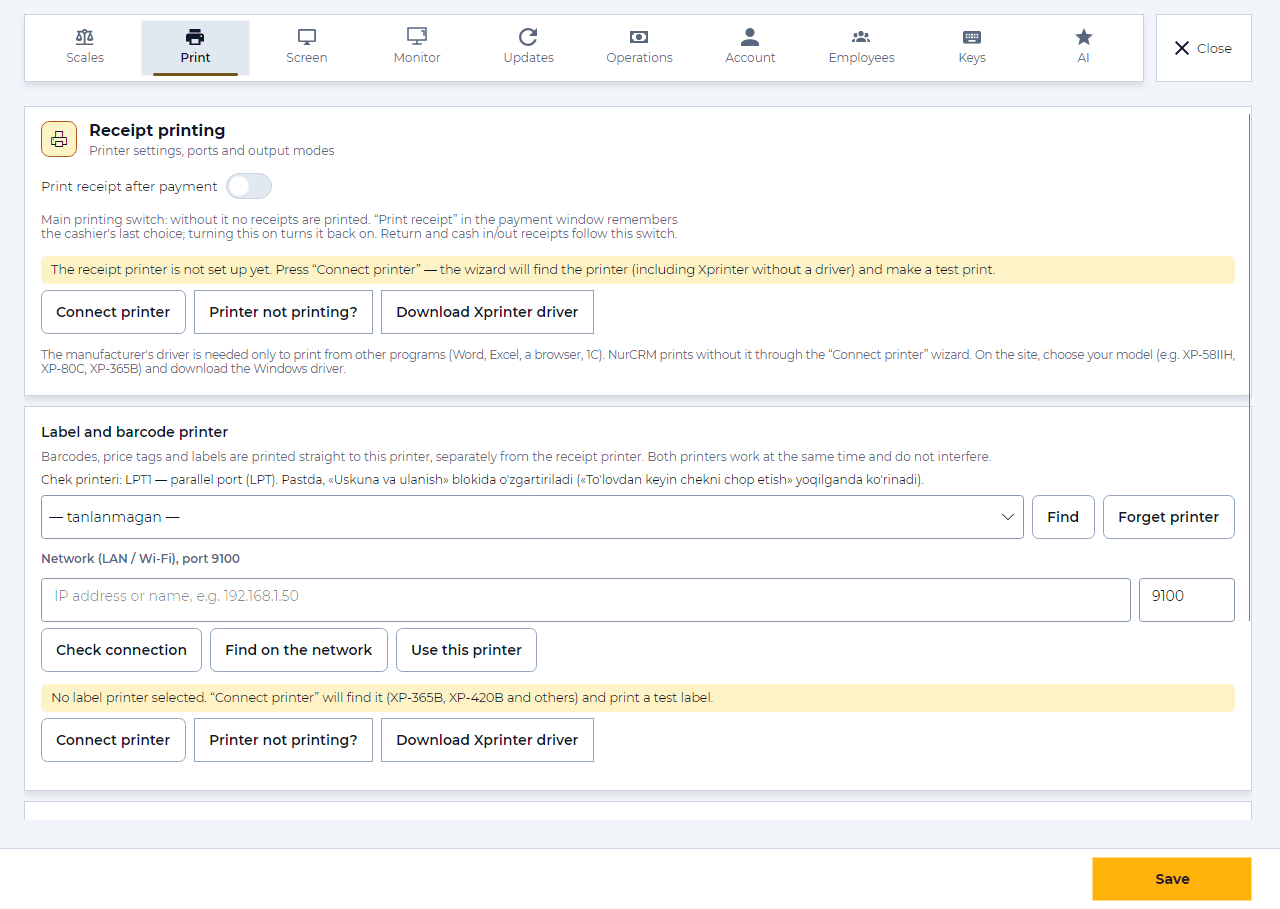 Scales
Print
Screen
Monitor
Updates
Operations
Account
Employees
Keys
AI
Close
Receipt printing
Printer settings, ports and output modes
Print receipt after payment
Main printing switch: without it no receipts are printed. “Print receipt” in the payment window remembers
the cashier's last choice; turning this on turns it back on. Return and cash in/out receipts follow this switch.
The receipt printer is not set up yet. Press “Connect printer” — the wizard will find the printer (including Xprinter without a driver) and make a test print.
Connect printer
Printer not printing?
Download Xprinter driver
The manufacturer's driver is needed only to print from other programs (Word, Excel, a browser, 1C). NurCRM prints without it through the “Connect printer” wizard. On the site, choose your model (e.g. XP-58IIH,
XP-80C, XP-365B) and download the Windows driver.
Label and barcode printer
Barcodes, price tags and labels are printed straight to this printer, separately from the receipt printer. Both printers work at the same time and do not interfere.
Chek printeri: LPT1 — parallel port (LPT). Pastda, «Uskuna va ulanish» blokida o'zgartiriladi («To'lovdan keyin chekni chop etish» yoqilganda ko'rinadi).
— tanlanmagan —
Find
Forget printer
Network (LAN / Wi-Fi), port 9100
IP address or name, e.g. 192.168.1.50
9100
Check connection
Find on the network
Use this printer
No label printer selected. “Connect printer” will find it (XP-365B, XP-420B and others) and print a test label.
Connect printer
Printer not printing?
Download Xprinter driver
Save